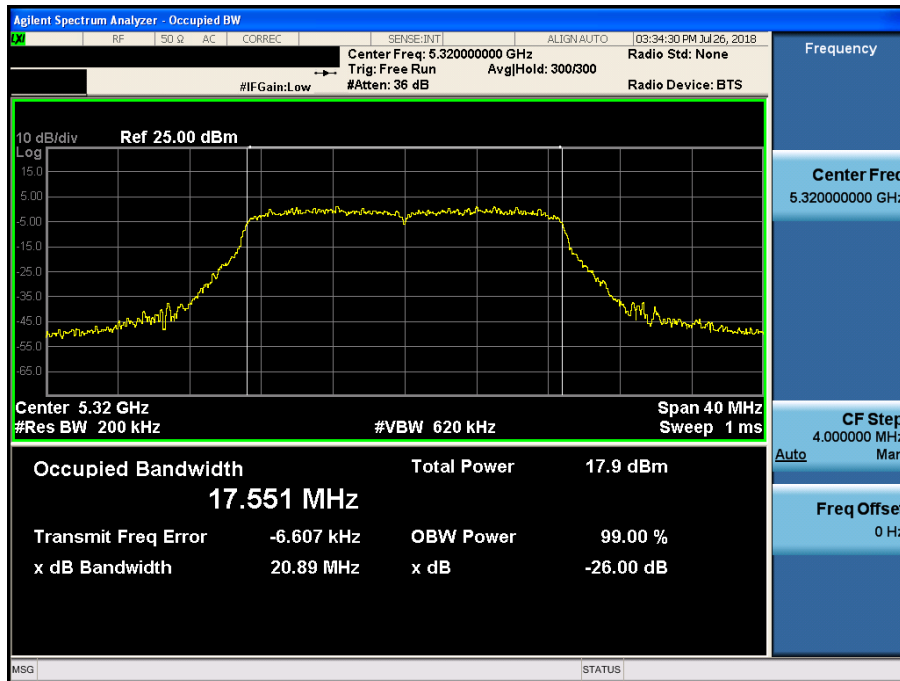 Agilent Spectrum Analyzer - Occupied BW
LXI RF 50 Ω AC CORREC SENSE:INT ALIGN AUTO 03:34:30 PM Jul 26, 2018
Center Freq: 5.320000000 GHz Radio Std: None
Trig: Free Run Avg|Hold: 300/300
#IFGain:Low #Atten: 36 dB Radio Device: BTS
10 dB/div Ref 25.00 dBm
Log
15.0
5.00
-5.00
-15.0
-25.0
-35.0
-45.0
-55.0
-65.0
Center 5.32 GHz Span 40 MHz
#Res BW 200 kHz #VBW 620 kHz Sweep 1 ms
Occupied Bandwidth Total Power 17.9 dBm
17.551 MHz
Transmit Freq Error -6.607 kHz OBW Power 99.00 %
x dB Bandwidth 20.89 MHz x dB -26.00 dB
MSG STATUS
Frequency
Center Freq
5.320000000 GHz
CF Step
4.000000 MHz
Auto Man
Freq Offset
0 Hz